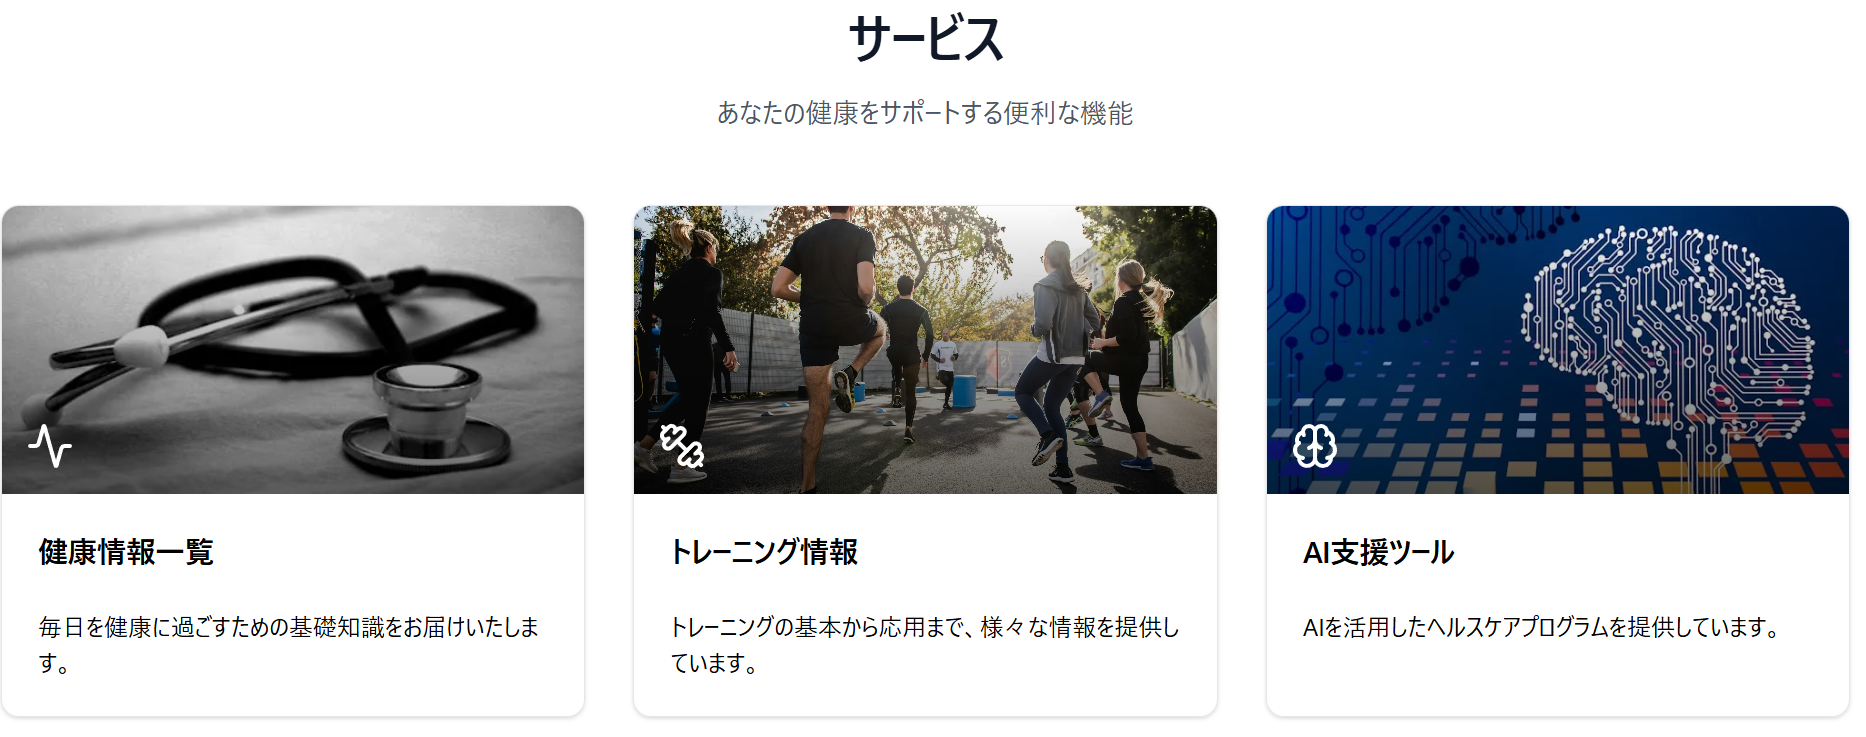 サービス
あなたの健康をサポートする便利な機能
健康情報一覧
毎日を健康に過ごすための基礎知識をお届けいたしま
す。
トレーニング情報
トレーニングの基本から応用まで、様々な情報を提供し
ています。
AI支援ツール
AIを活用したヘルスケアプログラムを提供しています。